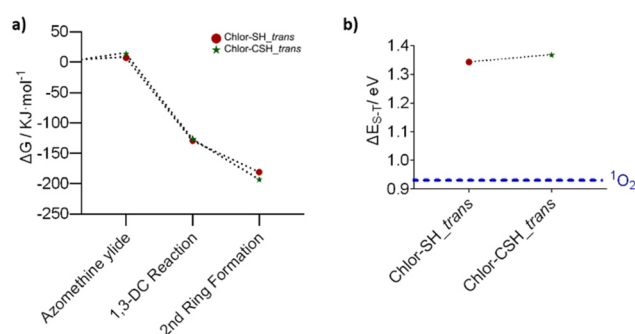 a)
b)
Chlor-SH_trans
Chlor-CSH_trans
ΔG / KJ·mol-1
50
0
-50
-100
-150
-200
-250
Azomethine ylide
1,3-DC Reaction
2nd Ring Formation
ΔES-T/ eV
1.4
1.3
1.2
1.1
1.0
0.9
1O2
Chlor-SH_trans
Chlor-CSH_trans